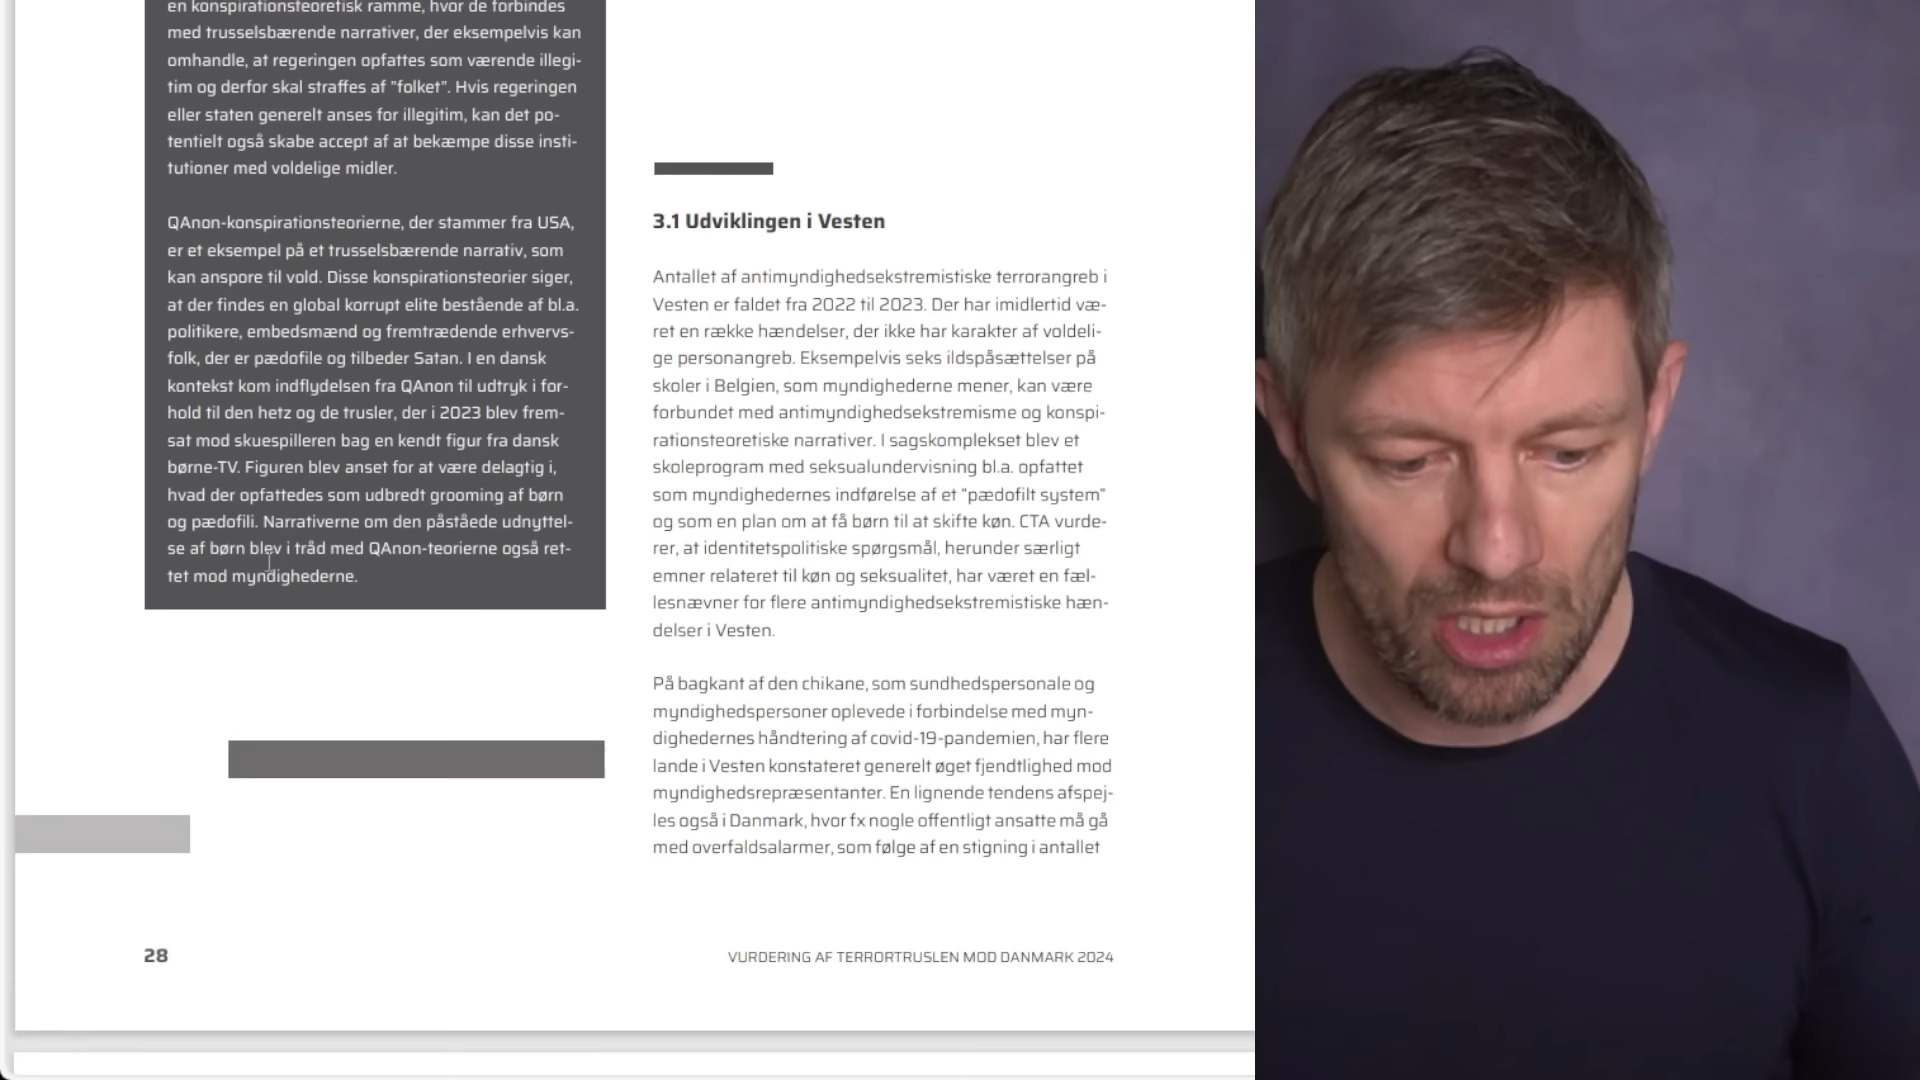 en konspirationsteoretisk ramme, hvor de forbindes
med trusselsbærende narrativer, der eksempelvis kan
omhandle, at regeringen opfattes som værende illegi-
tim og derfor skal straffes af "folket". Hvis regeringen
eller staten generelt anses for illegitim, kan det po-
tentielt også skabe accept af at bekæmpe disse insti-
tutioner med voldelige midler.
QAnon-konspirationsteorierne, der stammer fra USA,
er et eksempel på et trusselsbærende narrativ, som
kan anspore til vold. Disse konspirationsteorier siger,
at der findes en global korrupt elite bestående af bl.a.
politikere, embedsmænd og fremtrædende erhvervs-
folk, der er pædofile og tilbeder Satan. I en dansk
kontekst kom indflydelsen fra QAnon til udtryk i for-
hold til den hetz og de trusler, der i 2023 blev frem-
sat mod skuespilleren bag en kendt figur fra dansk
børne-TV. Figuren blev anset for at være delagtig i,
hvad der opfattedes som udbredt grooming af børn
og pædofili. Narrativerne om den påståede udnyttel-
se af børn blev i tråd med QAnon-teorierne også ret-
tet mod myndighederne.
3.1 Udviklingen i Vesten
Antallet af antimyndighedsekstremistiske terrorangreb i
Vesten er faldet fra 2022 til 2023. Der har imidlertid væ-
ret en række hændelser, der ikke har karakter af voldeli-
ge personangreb. Eksempelvis seks ildspåsættelser på
skoler i Belgien, som myndighederne mener, kan være
forbundet med antimyndighedsekstremisme og konspi-
rationsteoretiske narrativer. I sagskomplekset blev et
skoleprogram med seksualundervisning bl.a. opfattet
som myndighedernes indførelse af et "pædofilt system"
og som en plan om at få børn til at skifte køn. CTA vurde-
rer, at identitetspolitiske spørgsmål, herunder særligt
emner relateret til køn og seksualitet, har været en fæl-
lesnævner for flere antimyndighedsekstremistiske hæn-
delser i Vesten.
På bagkant af den chikane, som sundhedspersonale og
myndighedspersoner oplevede i forbindelse med myn-
dighedernes håndtering af covid-19-pandemien, har flere
lande i Vesten konstateret generelt øget fjendtlighed mod
myndighedsrepræsentanter. En lignende tendens afspej-
les også i Danmark, hvor fx nogle offentligt ansatte må gå
med overfaldsalarmer, som følge af en stigning i antallet
28
VURDERING AF TERRORTRUSLEN MOD DANMARK 2024